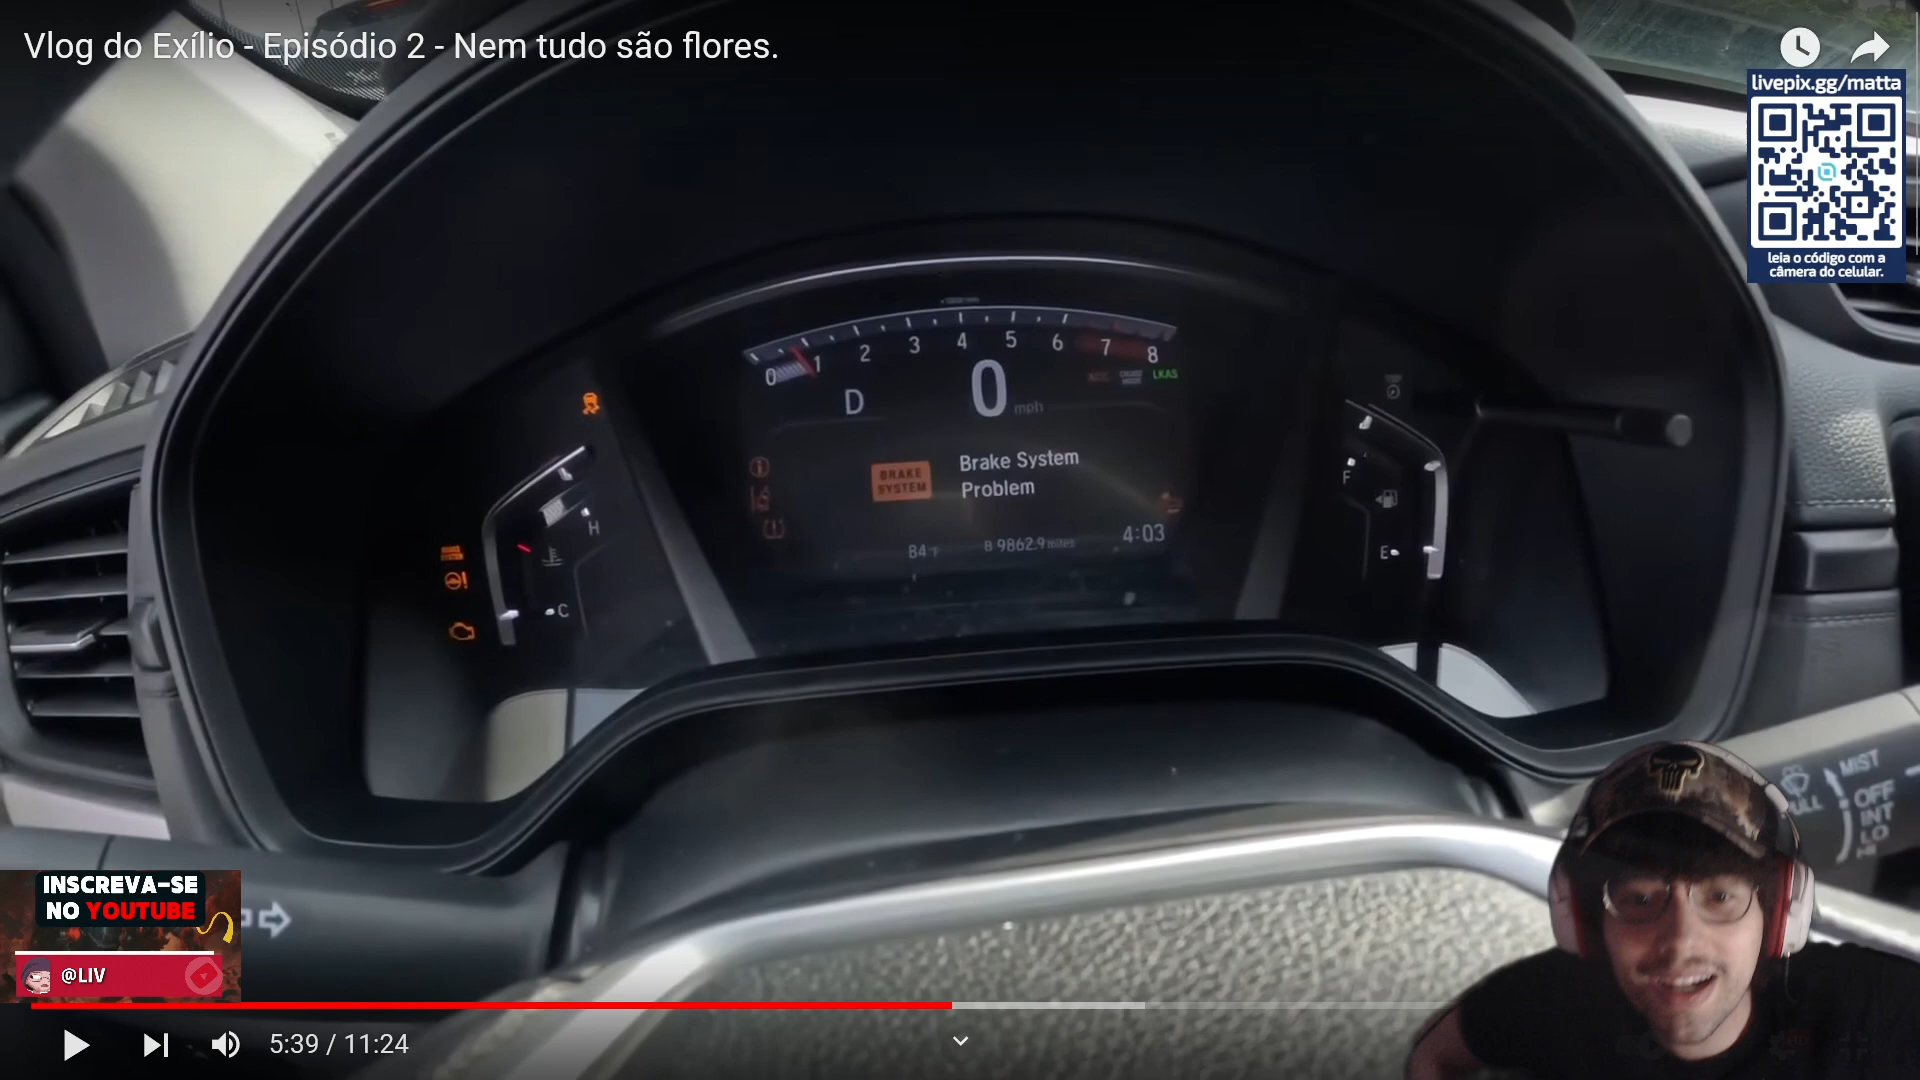 Vlog do Exílio - Episódio 2 - Nem tudo são flores.
livepix.gg/matta
leia o código com a
câmera do celular.
0 1 2 3 4 5 6 7 8
D
0 mph
LKAS
BRAKE
SYSTEM
Brake System
Problem
H
C
F
E
84°F
B 9862.9 miles
4:03
MIST
OFF
INT
LO
INSCREVA-SE
NO YOUTUBE
@LIV
5:39 / 11:24